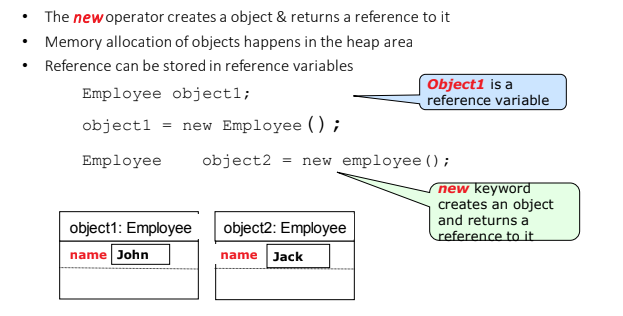 • The new operator creates a object & returns a reference to it
• Memory allocation of objects happens in the heap area
• Reference can be stored in reference variables
Employee object1;
Object1 is a
reference variable
object1 = new Employee();
Employee object2 = new employee();
new keyword
creates an object
and returns a
reference to it
object1: Employee
name John
object2: Employee
name Jack